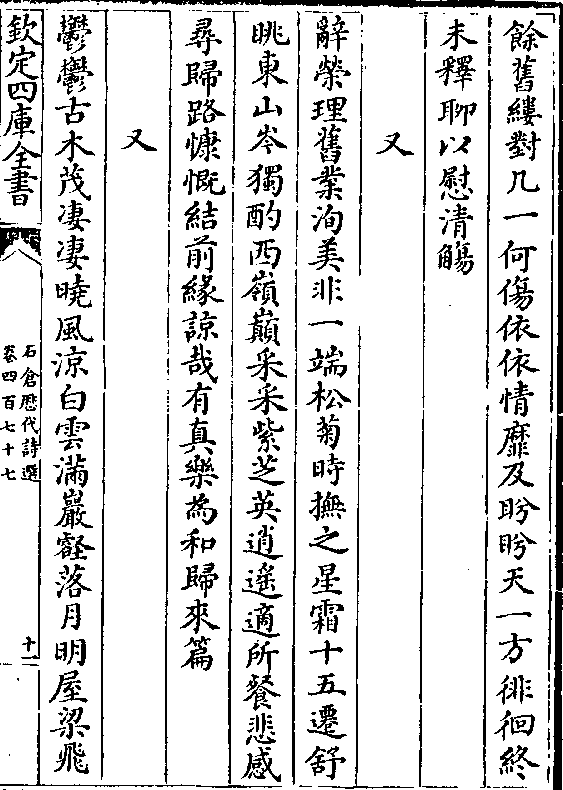 餘舊縷對几一何傷依依情靡及盻盻天一方徘徊終
未釋聊以慰清觴
又
辭榮理舊業洵美非一端松菊時撫之星霜十五遷舒
眺東山岑獨酌西嶺巔采采紫芝英逍遙適所餐悲感
尋歸路慷慨結前緣諒哉有真樂為和歸來篇
又
鬱鬱古木茂凄凄曉風涼白雲滿巖壑落月明屋梁飛
欽定四庫全書
石倉歷代詩選
卷四百七十七
十一